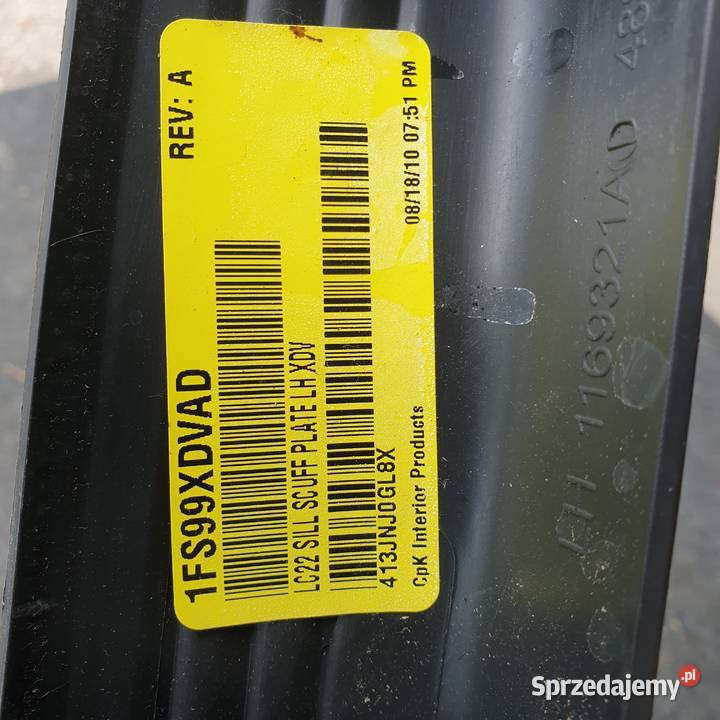 REV: A
1FS99XDVAD
LC22 SILL SCUFF PLATE LH XDV
413JNJ0GL8X
CpK Interior Products
08/18/10 07:51 PM
1169321A
Sprzedajemy.pl